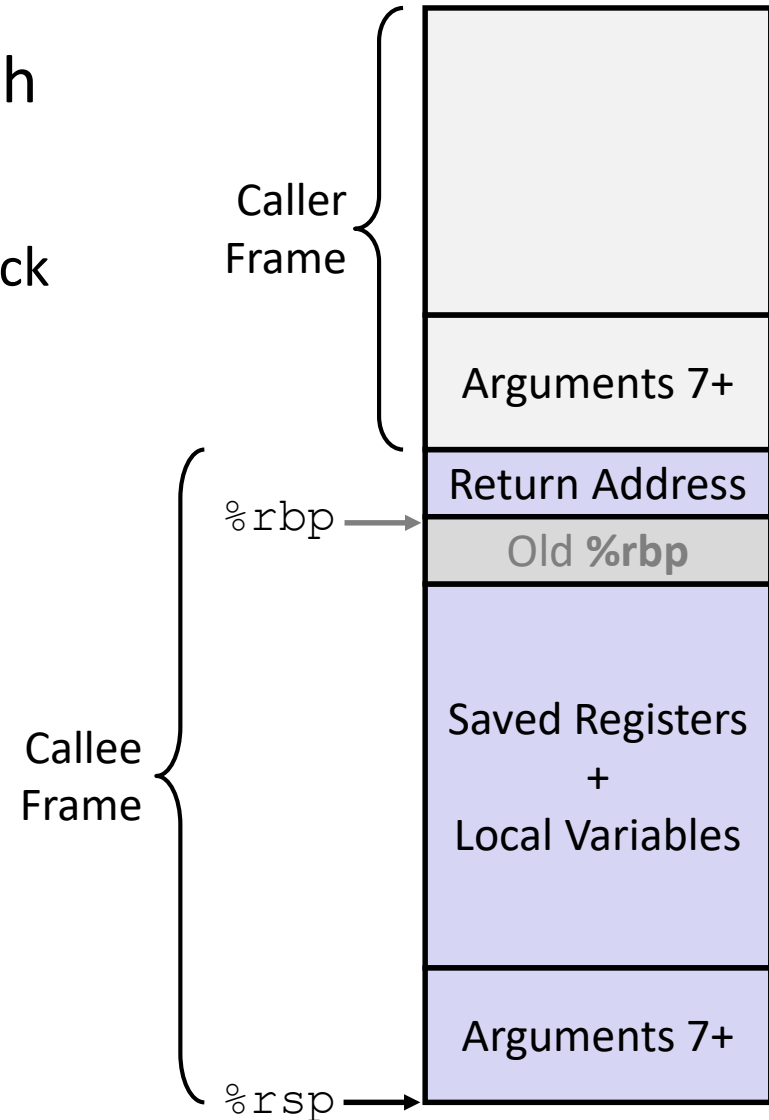 h
ck
Caller
Frame
Arguments 7+
Return Address
%rbp
Old %rbp
Saved Registers
+
Local Variables
Callee
Frame
Arguments 7+
%rsp